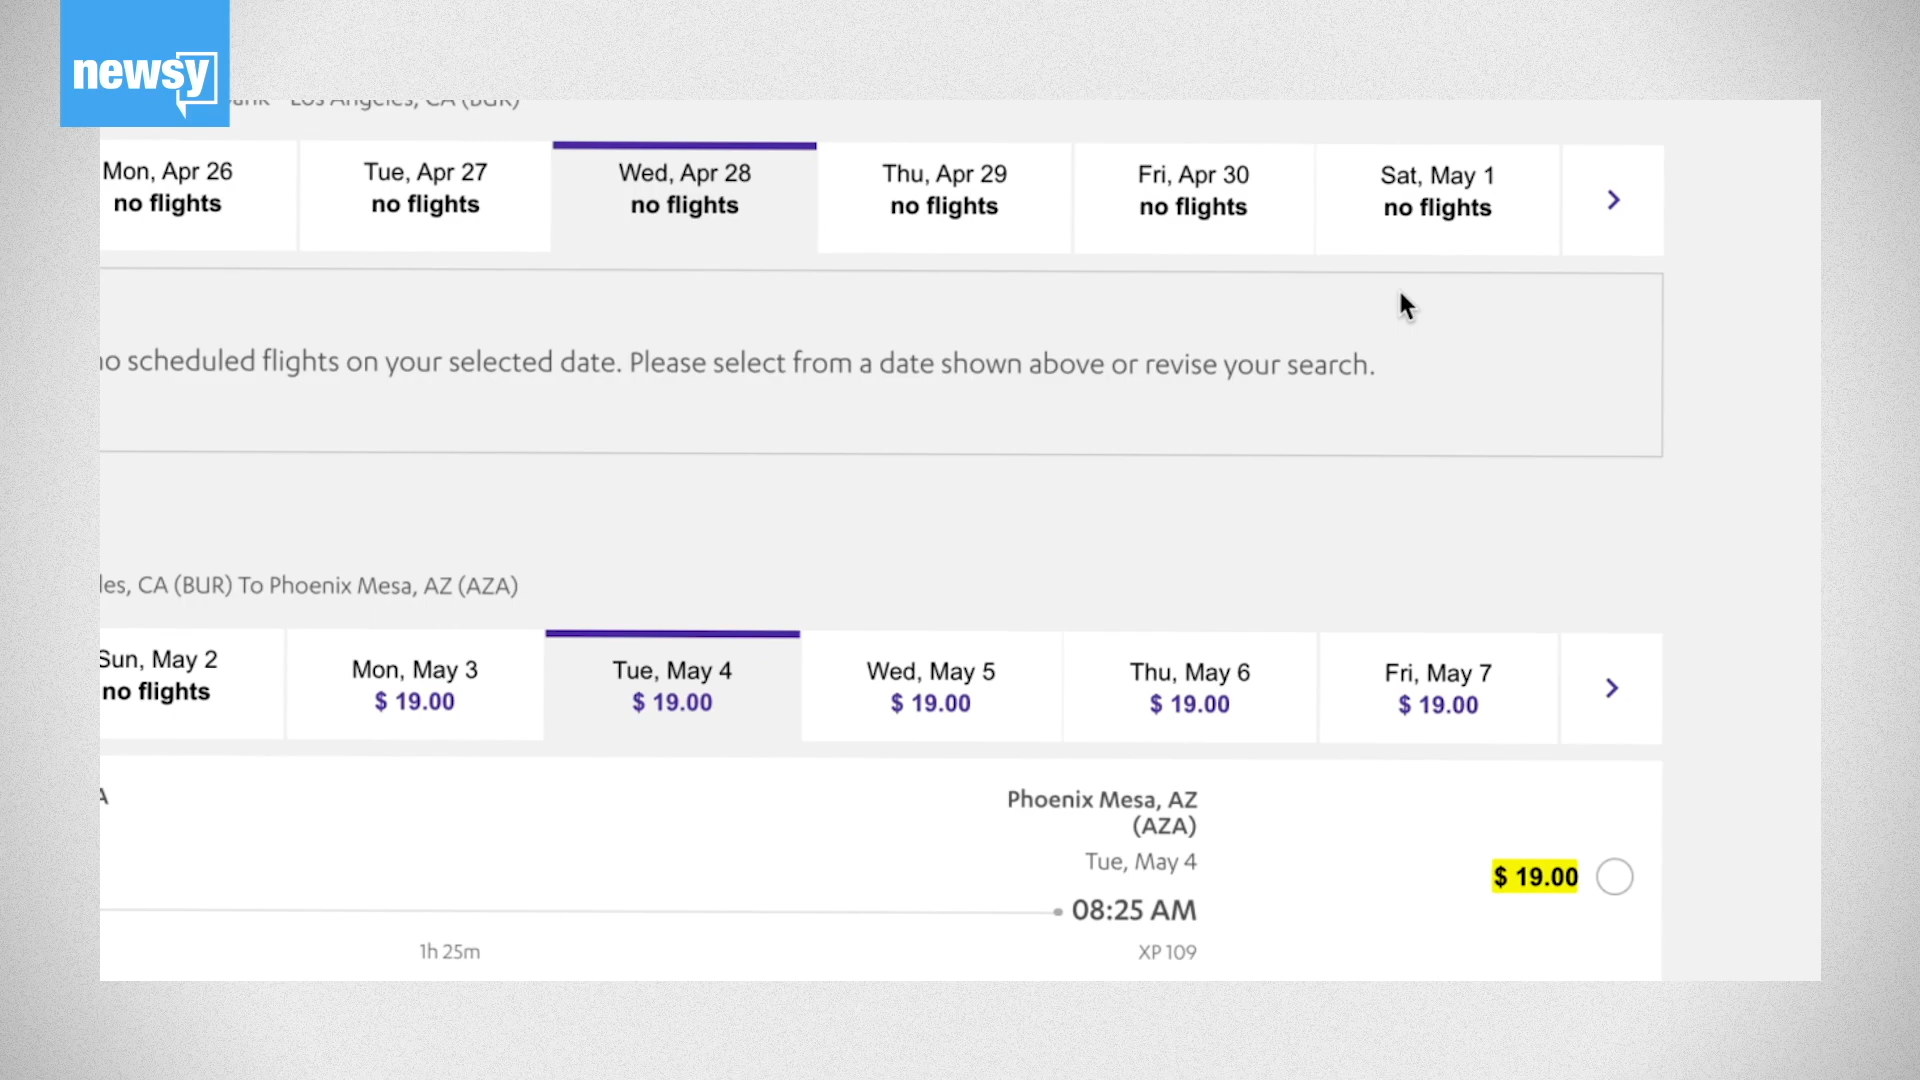 newsy
Los Angeles, CA (BUR)
Mon, Apr 26
no flights
Tue, Apr 27
no flights
Wed, Apr 28
no flights
Thu, Apr 29
no flights
Fri, Apr 30
no flights
Sat, May 1
no flights
scheduled flights on your selected date. Please select from a date shown above or revise your search.
CA (BUR) To Phoenix Mesa, AZ (AZA)
Sun, May 2
no flights
Mon, May 3
$ 19.00
Tue, May 4
$ 19.00
Wed, May 5
$ 19.00
Thu, May 6
$ 19.00
Fri, May 7
$ 19.00
Phoenix Mesa, AZ
(AZA)
Tue, May 4
$ 19.00
08:25 AM
1h 25m
XP 109